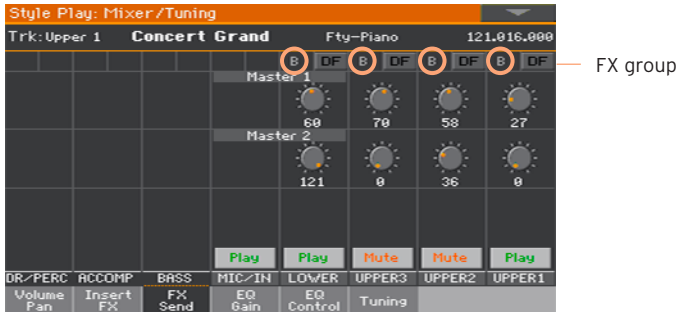 Style Play: Mixer/Tuning
Trk:Upper 1 Concert Grand Fty-Piano 121.016.000
B DF B DF B DF B DF
FX group
Master 1
60 70 58 27
Master 2
121 0 36 0
Play Play Mute Mute Play
DR/PERC ACCOMP BASS MIC/IN LOWER UPPER3 UPPER2 UPPER1
Volume Pan Insert FX FX Send EQ Gain EQ Control Tuning